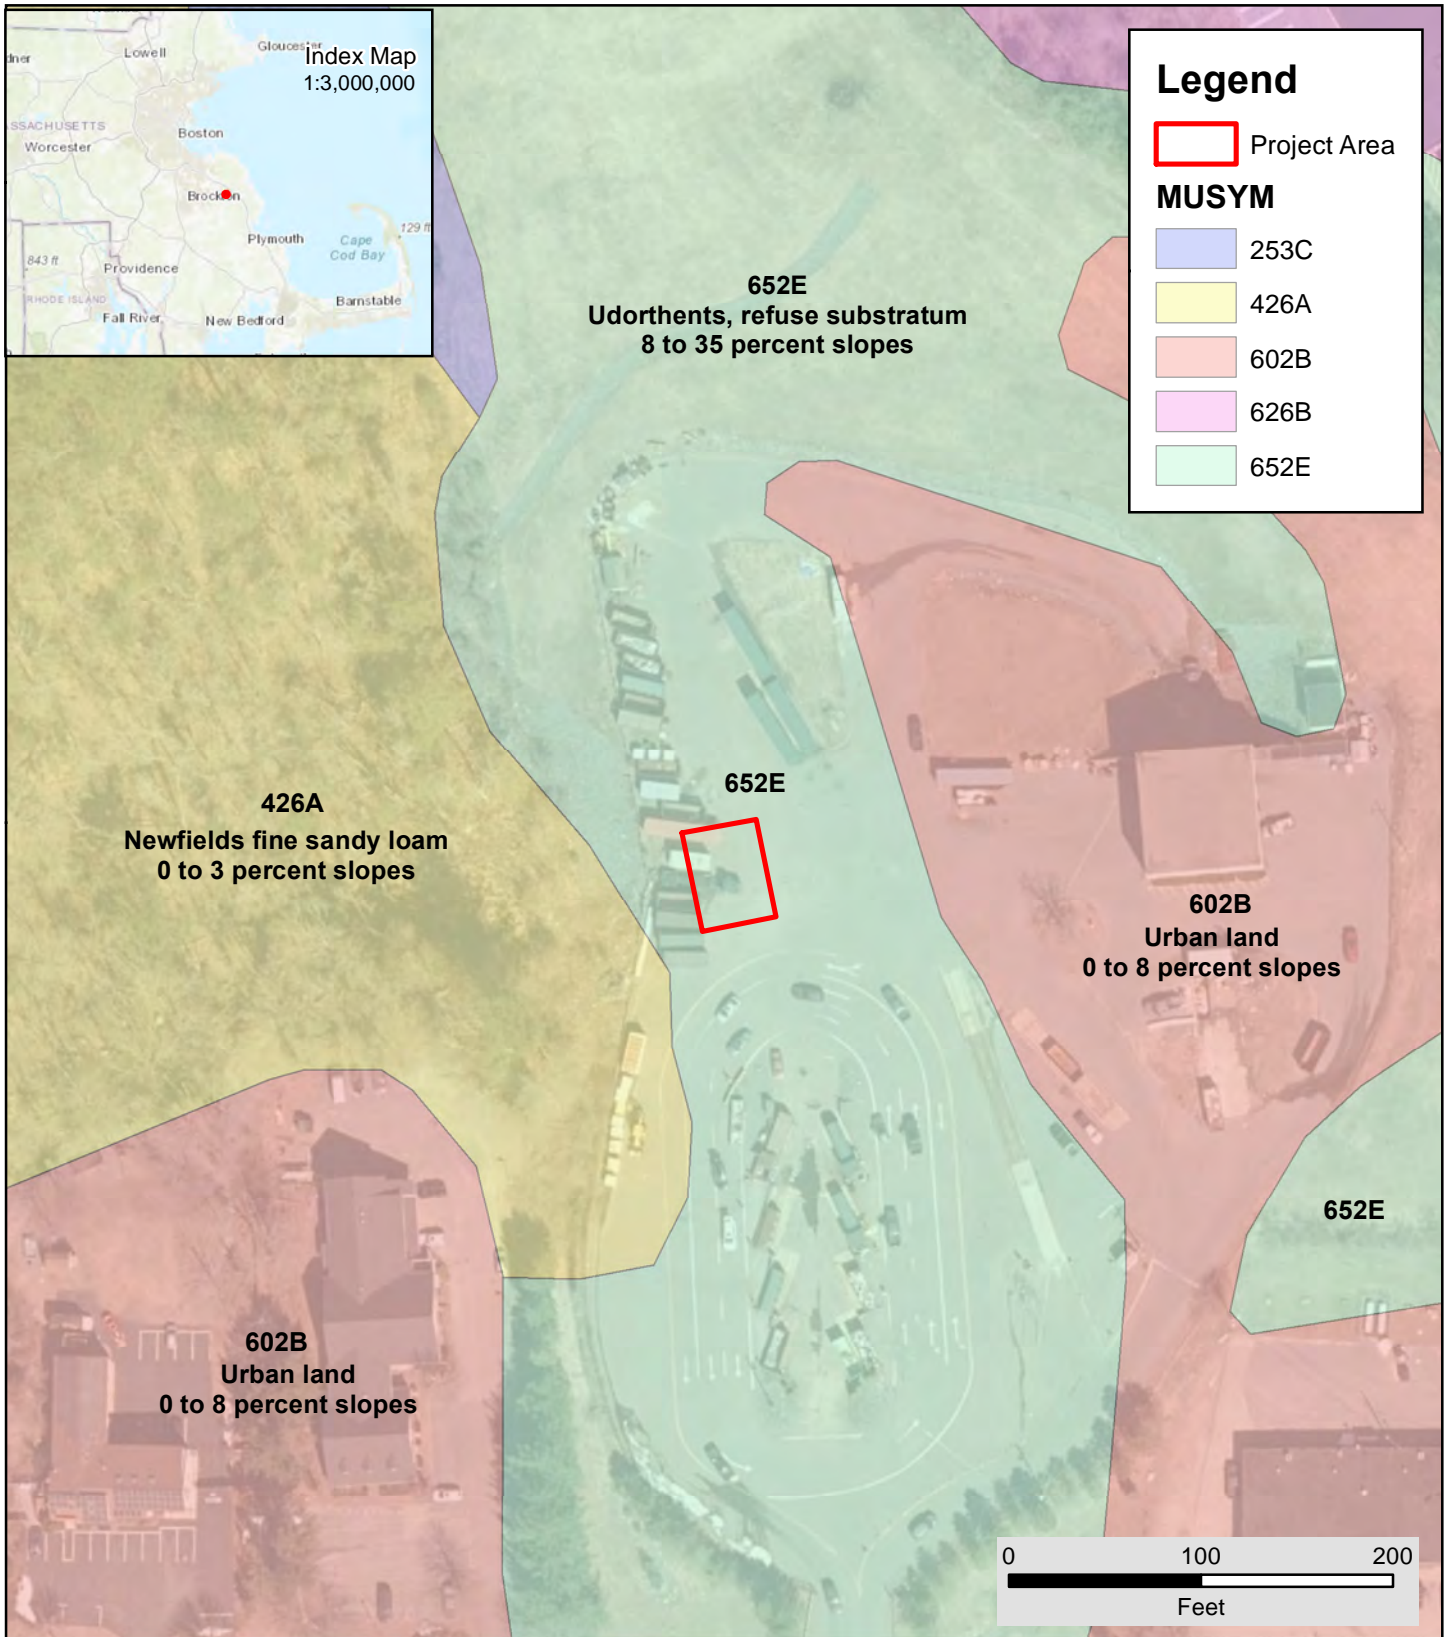 Index Map
1:3,000,000
Lowell
Boston
Worcester
Plymouth
Cape
Cod Bay
129 ft
843 ft
Providence
RHODE ISLAND
Barnstable
Fall River
New Bedford
Legend
Project Area
MUSYM
253C
426A
602B
626B
652E
652E
Udorthents, refuse substratum
8 to 35 percent slopes
652E
426A
Newfields fine sandy loam
0 to 3 percent slopes
602B
Urban land
0 to 8 percent slopes
652E
602B
Urban land
0 to 8 percent slopes
0 100 200
Feet